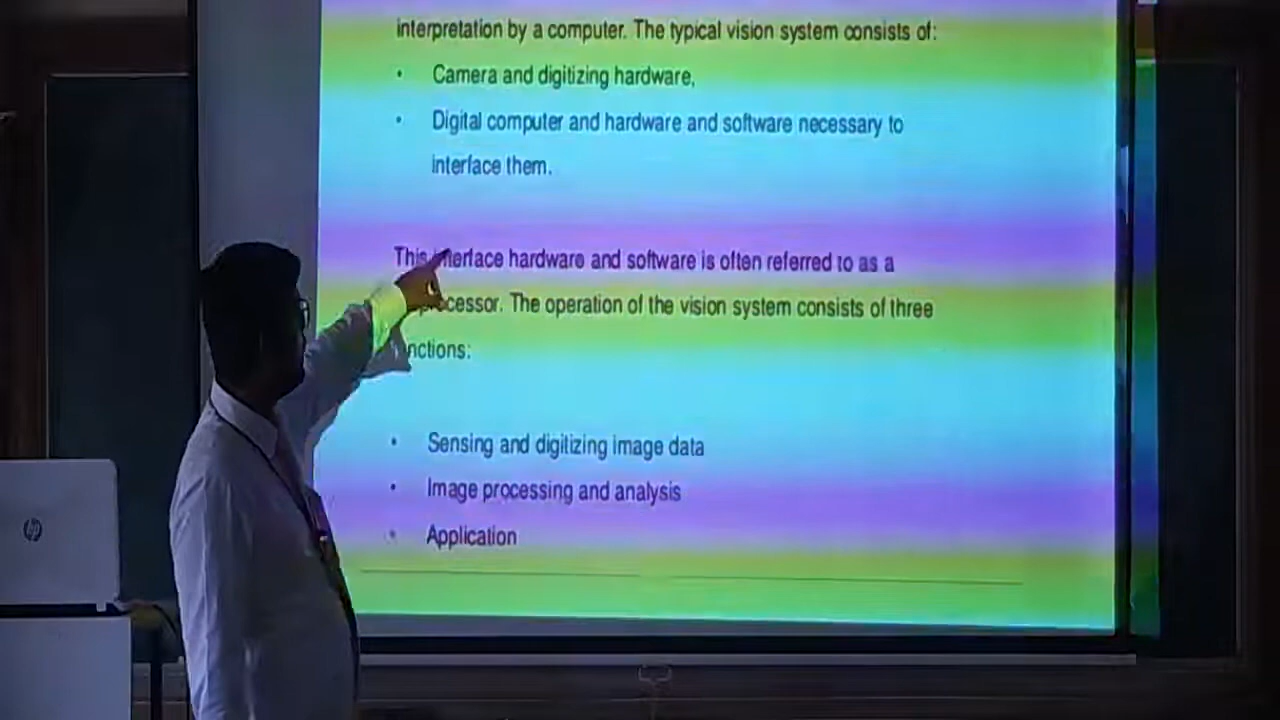 interpretation by a computer. The typical vision system consists of:
• Camera and digitizing hardware,
• Digital computer and hardware and software necessary to
interface them.
This interface hardware and software is often referred to as a
The operation of the vision system consists of three
• Sensing and digitizing image data
• Image processing and analysis
• Application
hp